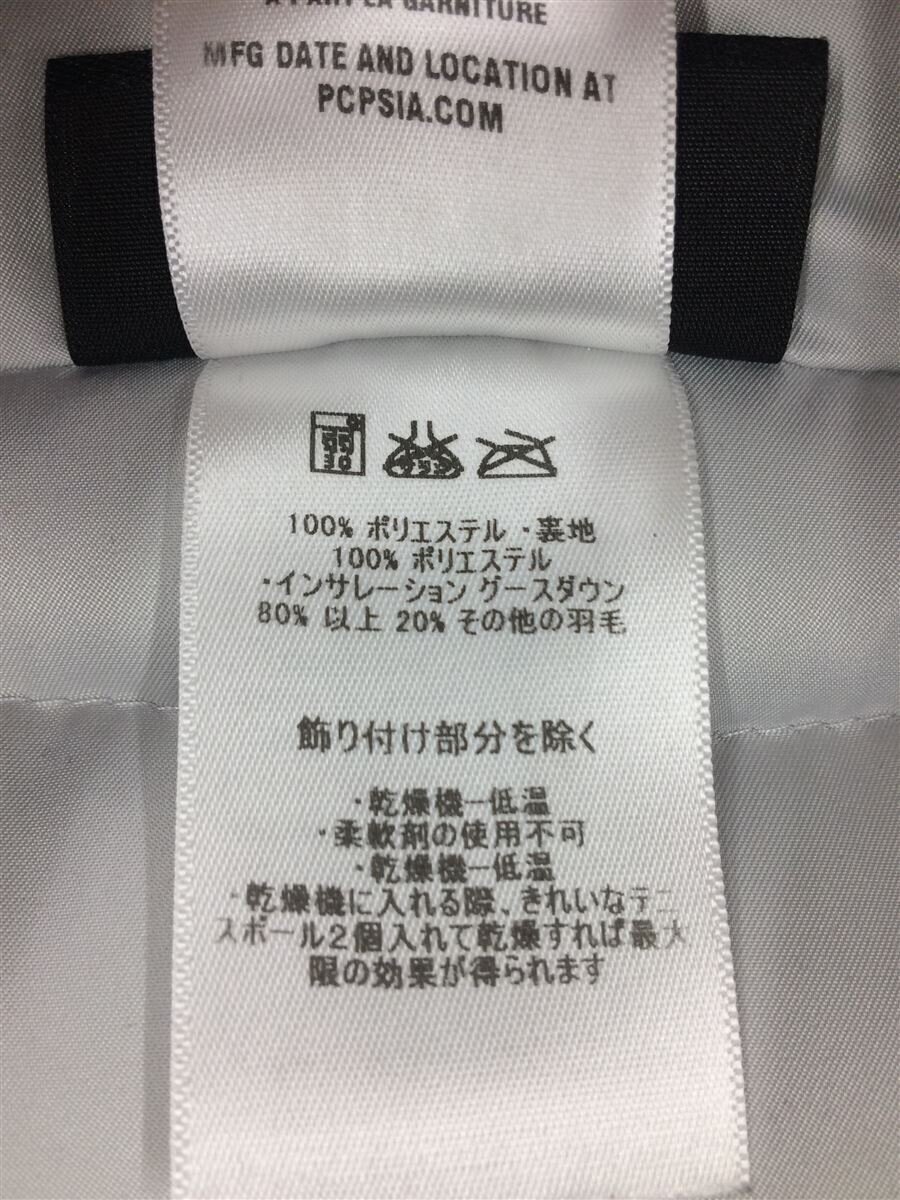 À PART LA GARNITURE
MFG DATE AND LOCATION AT
PCPSIA.COM
100% ポリエステル ・裏地
100% ポリエステル
・インサレーション グースダウン
80% 以上 20% その他の羽毛
飾り付け部分を除く
・乾燥機ー低温
・柔軟剤の使用不可
・乾燥機ー低温
・乾燥機に入れる際、きれいなテニ
スボール2個入れて乾燥すれば最大
限の効果が得られます